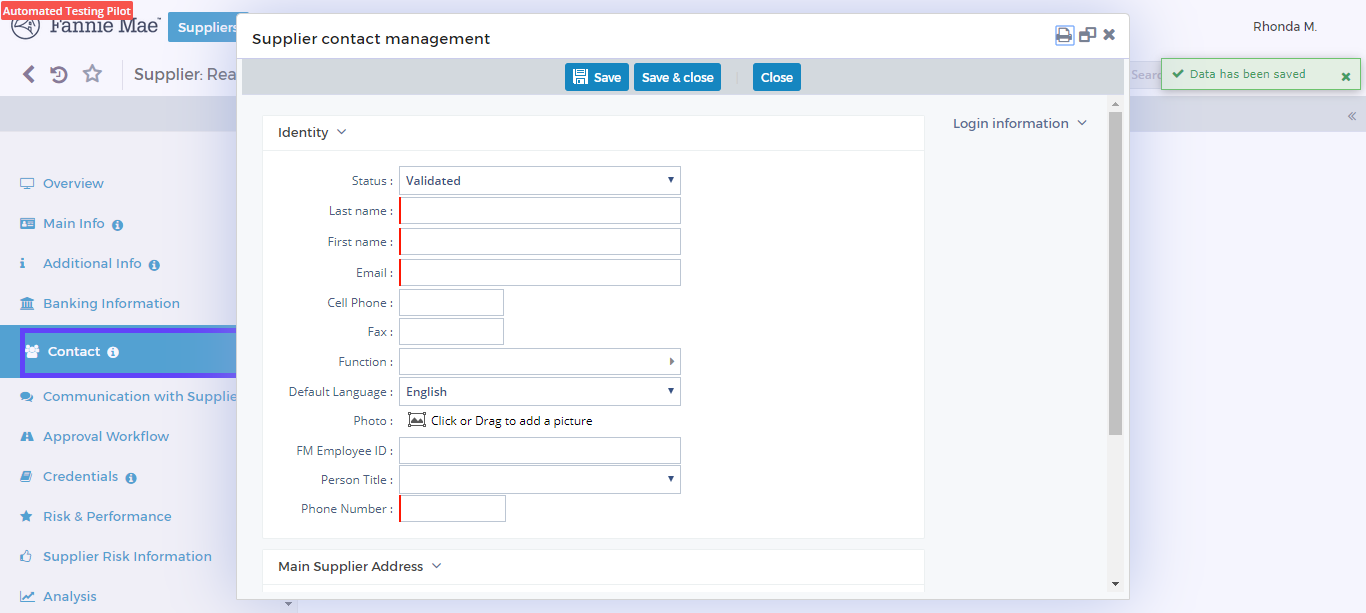 Automated Testing Pilot
Fannie Mae
Suppliers
Rhonda M.
Supplier: Rea
Supplier contact management
Save
Save & close
Close
Searc
Data has been saved
Overview
Main Info
Additional Info
Banking Information
Contact
Communication with Supplie
Approval Workflow
Credentials
Risk & Performance
Supplier Risk Information
Analysis
Identity
Login information
Status : Validated
Last name :
First name :
Email :
Cell Phone :
Fax :
Function :
Default Language : English
Photo : Click or Drag to add a picture
FM Employee ID :
Person Title :
Phone Number :
Main Supplier Address